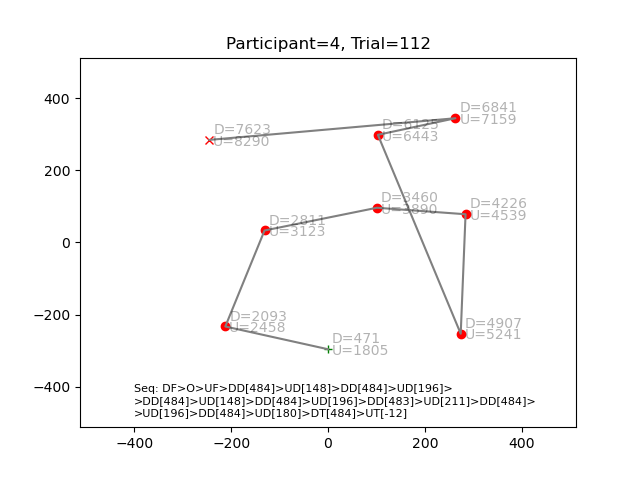 Participant=4, Trial=112
400
200
0
−200
−400
D=6841
U=7159
D=6125
U=6443
D=7623
U=8290
D=3460
U=3890
D=4226
U=4539
D=2811
U=3123
D=2093
U=2458
D=471
U=1805
D=4907
U=5241
Seq: DF>O>UF>DD[484]>UD[148]>DD[484]>UD[196]>
>DD[484]>UD[148]>DD[484]>UD[196]>DD[483]>UD[211]>DD[484]>
>UD[196]>DD[484]>UD[180]>DT[484]>UT[-12]
−400 −200 0 200 400